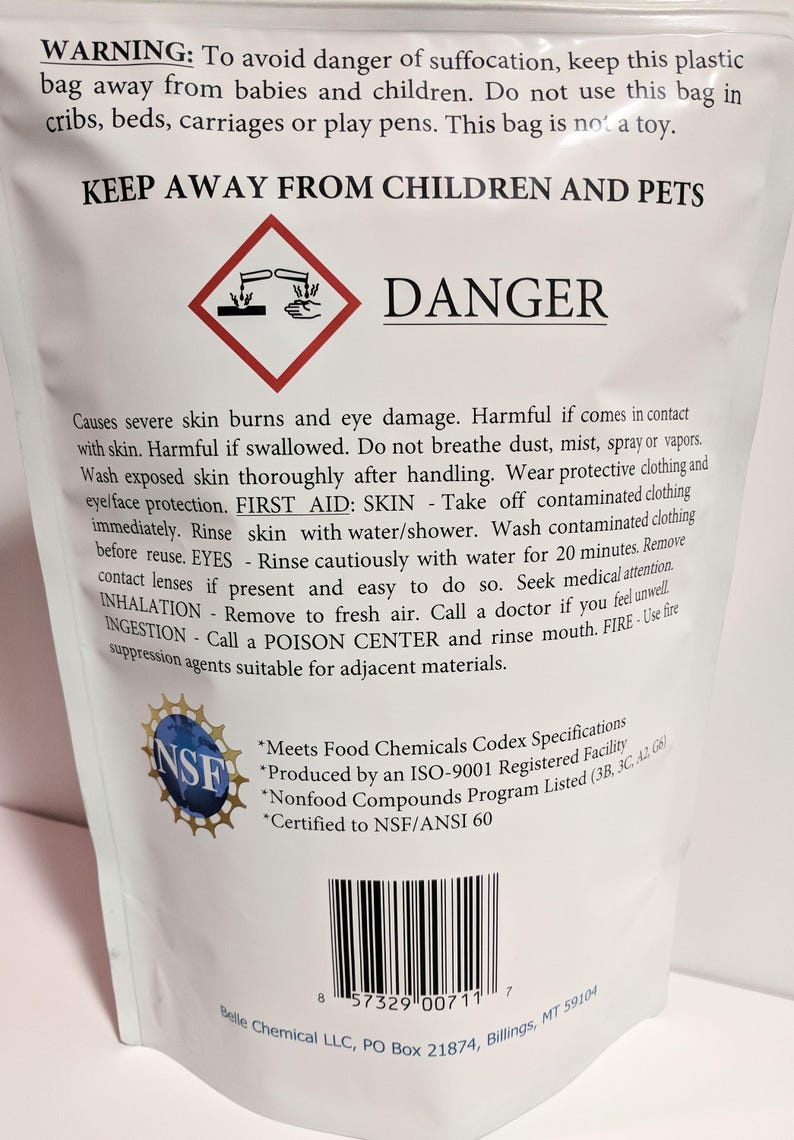 WARNING: To avoid danger of suffocation, keep this plastic
bag away from babies and children. Do not use this bag in
cribs, beds, carriages or play pens. This bag is not a toy.
KEEP AWAY FROM CHILDREN AND PETS
DANGER
Causes severe skin burns and eye damage. Harmful if comes in contact
with skin. Harmful if swallowed. Do not breathe dust, mist, spray or vapors.
Wash exposed skin thoroughly after handling. Wear protective clothing and
eye/face protection. FIRST AID: SKIN - Take off contaminated clothing
immediately. Rinse skin with water/shower. Wash contaminated clothing
before reuse. EYES - Rinse cautiously with water for 20 minutes. Remove
contact lenses if present and easy to do so. Seek medical attention.
INHALATION - Remove to fresh air. Call a doctor if you feel unwell.
INGESTION - Call a POISON CENTER and rinse mouth. FIRE - Use fire
suppression agents suitable for adjacent materials.
NSF
*Meets Food Chemicals Codex Specifications
*Produced by an ISO-9001 Registered Facility
*Nonfood Compounds Program Listed (3B, 3C, A2, G6)
*Certified to NSF/ANSI 60
8 57329 00711 7
Belle Chemical LLC, PO Box 21874, Billings, MT 59104